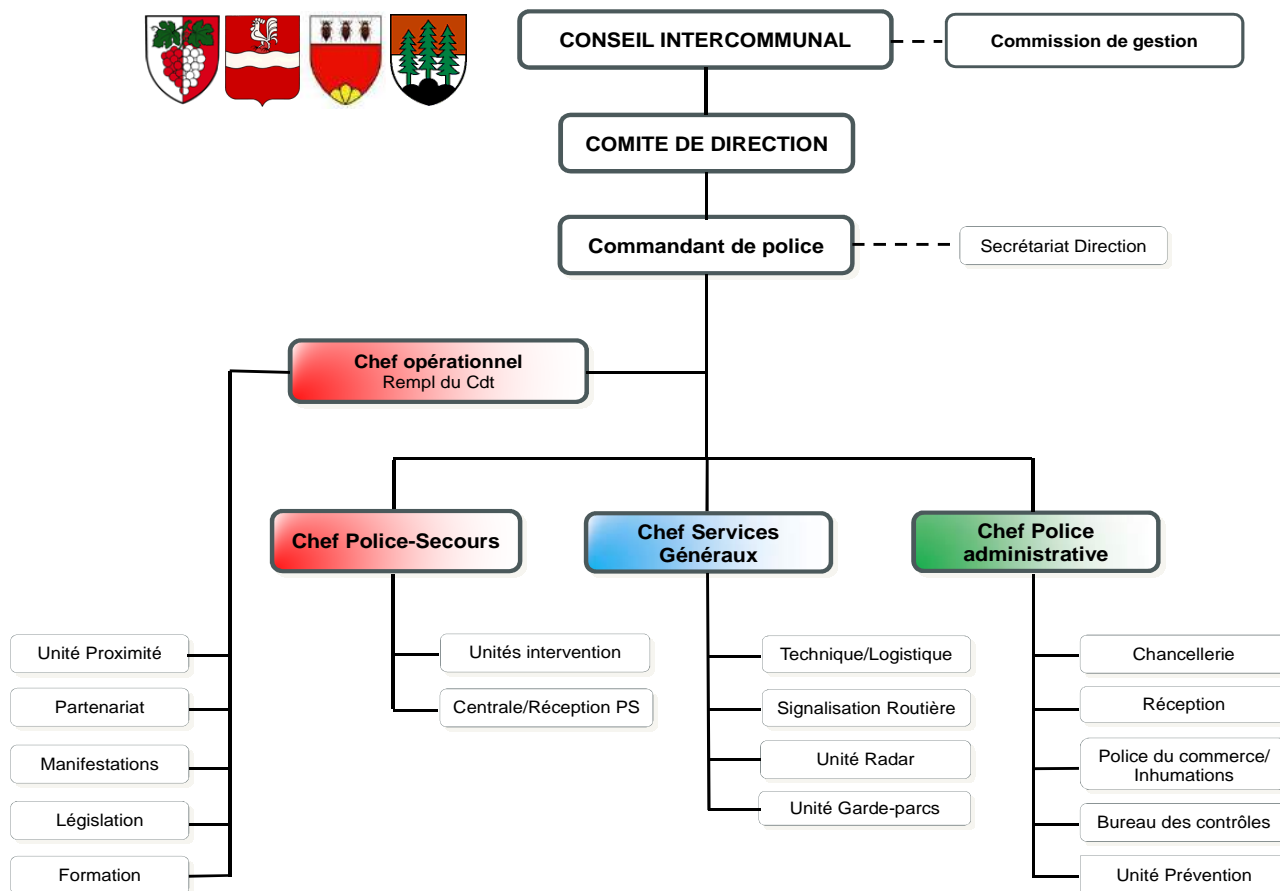 CONSEIL INTERCOMMUNAL
Commission de gestion
COMITE DE DIRECTION
Commandant de police
Secrétariat Direction
Chef opérationnel
Rempl du Cdt
Chef Police-Secours
Chef Services
Généraux
Chef Police
administrative
Unité Proximité
Partenariat
Manifestations
Législation
Formation
Unités intervention
Centrale/Réception PS
Technique/Logistique
Signalisation Routière
Unité Radar
Unité Garde-parcs
Chancellerie
Réception
Police du commerce/
Inhumations
Bureau des contrôles
Unité Prévention